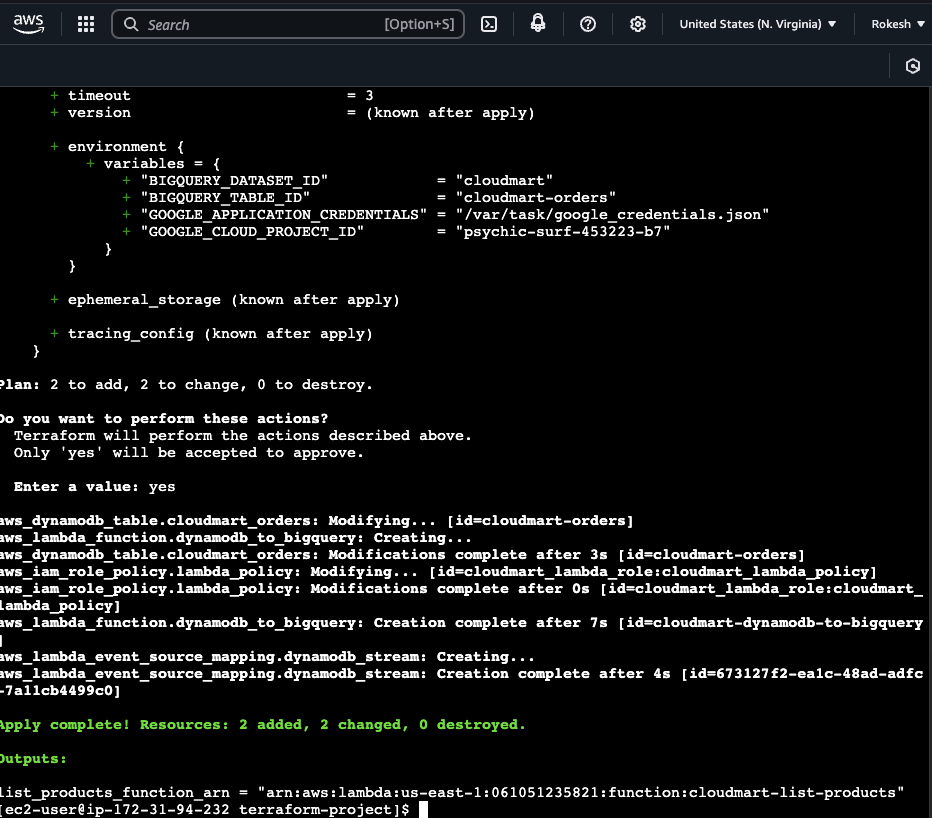 aws
Search [Option+S] United States (N. Virginia) Rokesh
+ timeout = 3
+ version = (known after apply)
+ environment {
+ variables = {
+ "BIGQUERY_DATASET_ID" = "cloudmart"
+ "BIGQUERY_TABLE_ID" = "cloudmart-orders"
+ "GOOGLE_APPLICATION_CREDENTIALS" = "/var/task/google_credentials.json"
+ "GOOGLE_CLOUD_PROJECT_ID" = "psychic-surf-453223-b7"
}
}
+ ephemeral_storage (known after apply)
+ tracing_config (known after apply)
}
Plan: 2 to add, 2 to change, 0 to destroy.
Do you want to perform these actions?
Terraform will perform the actions described above.
Only 'yes' will be accepted to approve.
Enter a value: yes
aws_dynamodb_table.cloudmart_orders: Modifying... [id=cloudmart-orders]
aws_lambda_function.dynamodb_to_bigquery: Creating...
aws_dynamodb_table.cloudmart_orders: Modifications complete after 3s [id=cloudmart-orders]
aws_iam_role_policy.lambda_policy: Modifying... [id=cloudmart_lambda_role:cloudmart_lambda_policy]
aws_iam_role_policy.lambda_policy: Modifications complete after 0s [id=cloudmart_lambda_role:cloudmart_
lambda_policy]
aws_lambda_function.dynamodb_to_bigquery: Creation complete after 7s [id=cloudmart-dynamodb-to-bigquery
]
aws_lambda_event_source_mapping.dynamodb_stream: Creating...
aws_lambda_event_source_mapping.dynamodb_stream: Creation complete after 4s [id=673127f2-ea1c-48ad-adfc
-7a11cb4499c0]
Apply complete! Resources: 2 added, 2 changed, 0 destroyed.
Outputs:
list_products_function_arn = "arn:aws:lambda:us-east-1:061051235821:function:cloudmart-list-products"
[ec2-user@ip-172-31-94-232 terraform-project]$